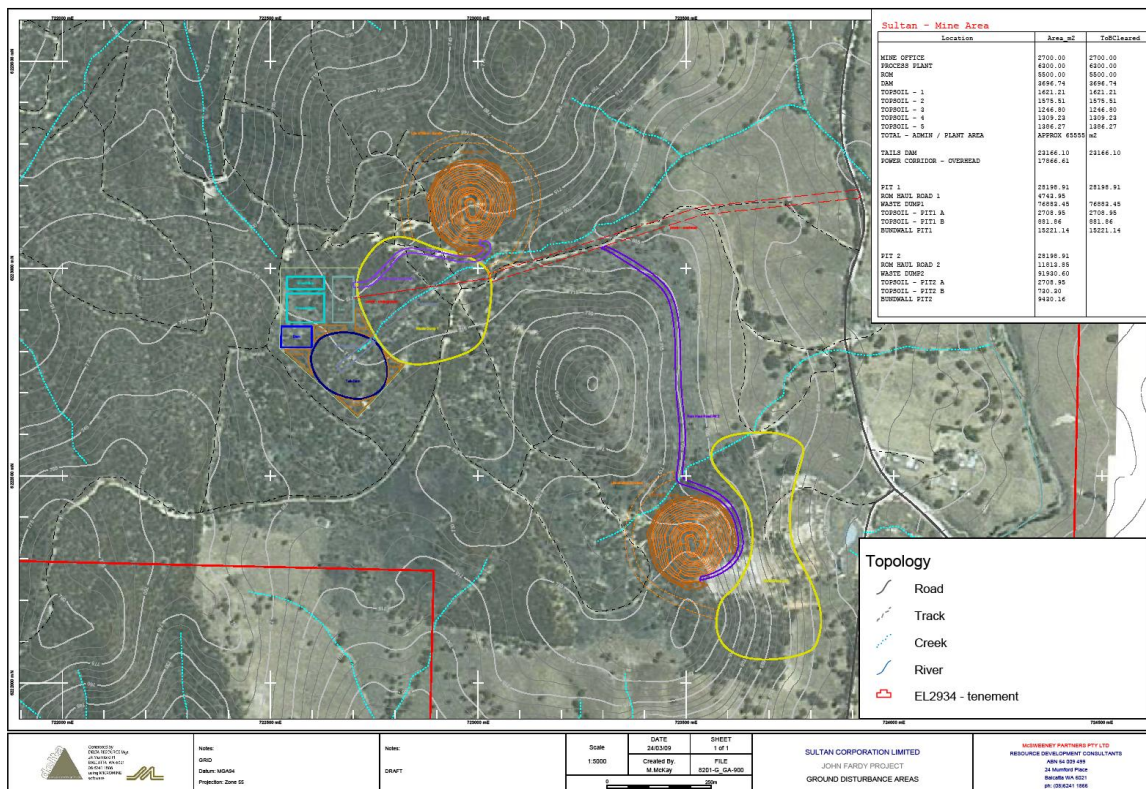 Sultan - Mine Area
Location Area_m2 ToBCleared
MINE OFFICE 2700.00 2700.00
PROCESS PLANT 6300.00 6300.00
ROM 5500.00 5500.00
DAM 3696.74 3696.74
TOPSOIL - 1 1621.21 1621.21
TOPSOIL - 2 1575.51 1575.51
TOPSOIL - 3 1246.80 1246.80
TOPSOIL - 4 1309.23 1309.23
TOPSOIL - 5 1386.27 1386.27
TOTAL - ADMIN / PLANT AREA APPROX 65555 m2
TAILS DAM 23166.10 23166.10
POWER CORRIDOR - OVERHEAD 17866.61
PIT 1 28198.91 28198.91
ROM HAUL ROAD 1 4743.95
WASTE DUMP1 76883.45 76883.45
TOPSOIL - PIT1 A 2708.95 2708.95
TOPSOIL - PIT1 B 881.86 881.86
BUNDWALL PIT1 15221.14 15221.14
PIT 2 28198.91
ROM HAUL ROAD 2 11813.85
WASTE DUMP2 91930.60
TOPSOIL - PIT2 A 2708.95
TOPSOIL - PIT2 B 730.30
BUNDWALL PIT2 9430.16
Topology
Road
Track
Creek
River
EL2934 - tenement
Notes:
GRID
Datum: MGA94
Projection: Zone 55
Notes:
DRAFT
Scale
1:5000
DATE
24/03/09
SHEET
1 of 1
Created By.
M.McKay
FILE
8201-G_GA-900
0 250m
SULTAN CORPORATION LIMITED
JOHN FARDY PROJECT
GROUND DISTURBANCE AREAS
McSWEENEY PARTNERS PTY LTD
RESOURCE DEVELOPMENT CONSULTANTS
ABN 64 009 499
24 Mumford Place
Balcatta WA 6021